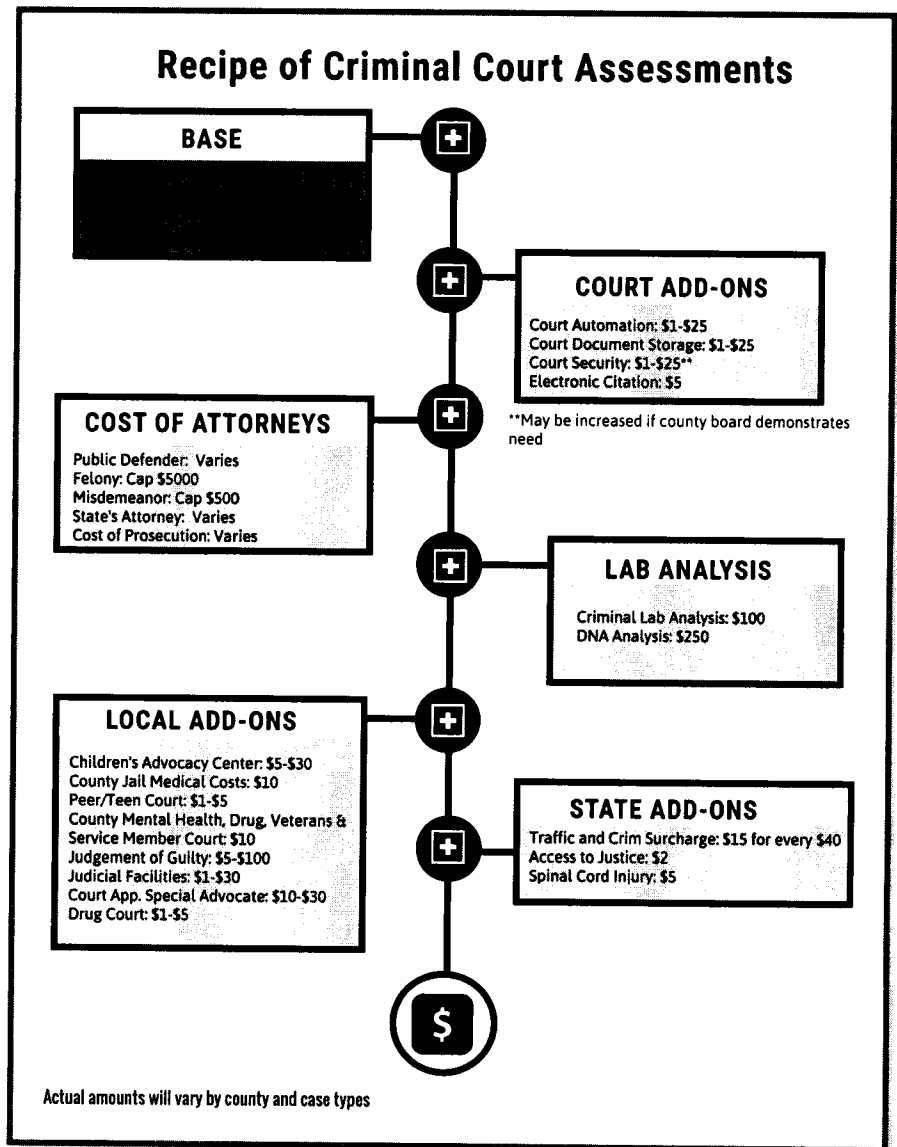 Recipe of Criminal Court Assessments
BASE
COURT ADD-ONS
Court Automation: $1-$25
Court Document Storage: $1-$25
Court Security: $1-$25**
Electronic Citation: $5
**May be increased if county board demonstrates
need
COST OF ATTORNEYS
Public Defender: Varies
Felony: Cap $5000
Misdemeanor: Cap $500
State's Attorney: Varies
Cost of Prosecution: Varies
LAB ANALYSIS
Criminal Lab Analysis: $100
DNA Analysis: $250
LOCAL ADD-ONS
Children's Advocacy Center: $5-$30
County Jail Medical Costs: $10
Peer/Teen Court: $1-$5
County Mental Health, Drug, Veterans &
Service Member Court: $10
Judgement of Guilty: $5-$100
Judicial Facilities: $1-$30
Court App. Special Advocate: $10-$30
Drug Court: $1-$5
STATE ADD-ONS
Traffic and Crim Surcharge: $15 for every $40
Access to Justice: $2
Spinal Cord Injury: $5
$
Actual amounts will vary by county and case types